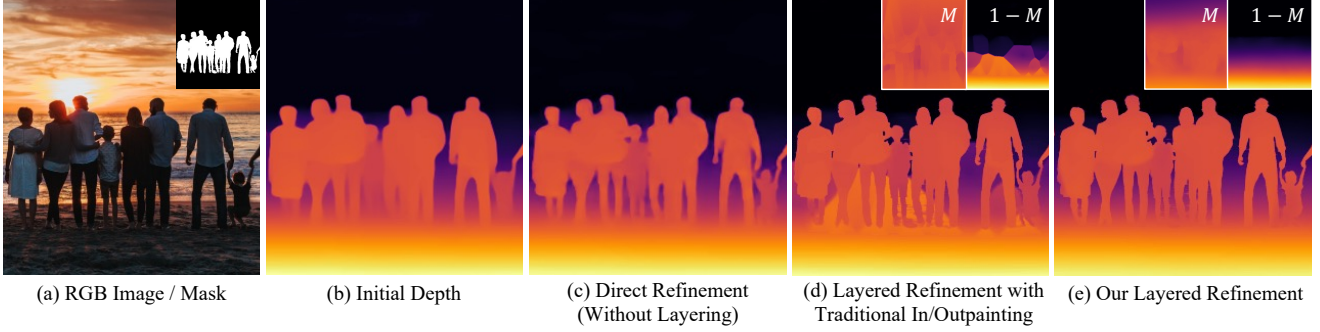 M
1 − M
M
1 − M
(a) RGB Image / Mask
(b) Initial Depth
(c) Direct Refinement
(Without Layering)
(d) Layered Refinement with
Traditional In/Outpainting
(e) Our Layered Refinement